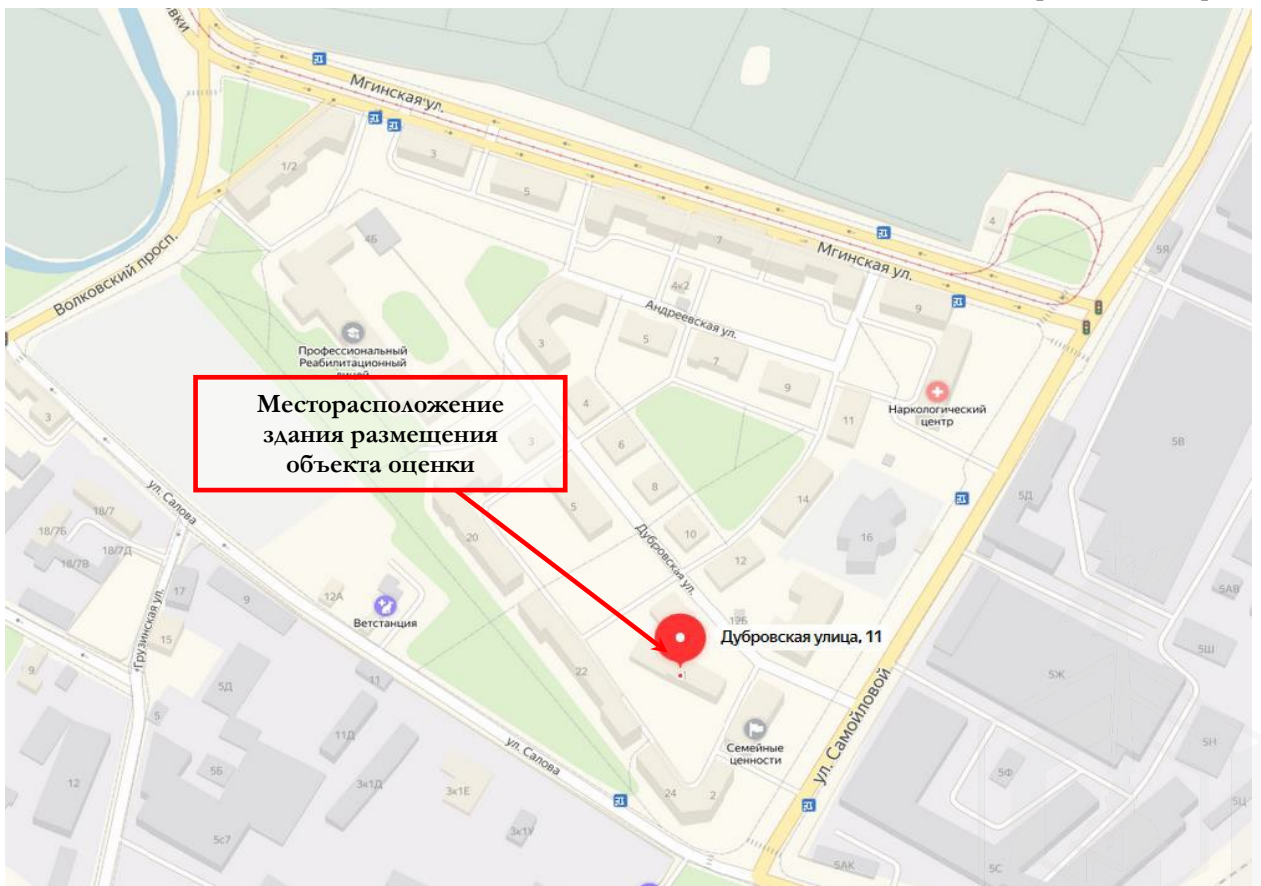 Мгинская ул.
1/2
3
5
4Б
7
Мгинская ул.
4
5Я
Волковский просп.
4к2
Андреевская ул.
9
3
5
7
9
Профессиональный
Реабилитационный
Наркологический
центр
11
5В
Месторасположение
здания размещения
объекта оценки
3
4
3
6
8
5
10
12
14
16
5Д
ул. Салова
18/7
18/7Б
18/7Д
18/7В
20
Дубровская ул.
17
9
12А
Ветстанция
5АВ
Грузинская ул.
15
12Б
Дубровская улица, 11
5Ш
9
5Д
11
22
5Ж
5
11Д
ул. Самойловой
Семейные
ценности
5Н
ул. Салова
12
5Б
3к1Д
3к1Е
24
2
5Ф
5Ц
3к1У
5с7
5АК
5С